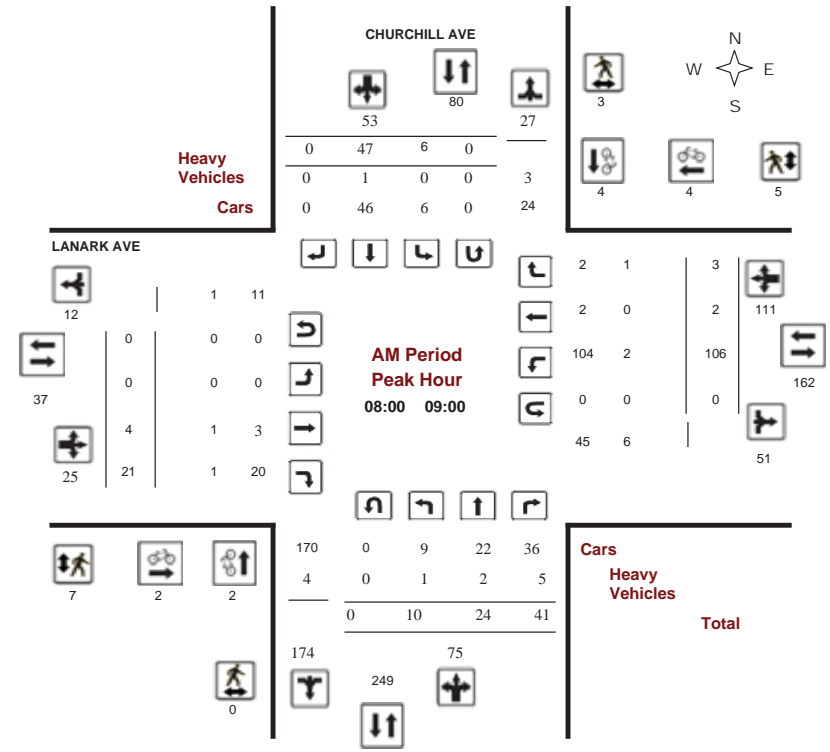 CHURCHILL AVE
N
W E
S
80
3
53 27
0 47 6 0
Heavy
Vehicles
0 1 0 0 3
4 4 5
Cars 0 46 6 0 24
LANARK AVE
2 1 3
1 11
12 2 0 2 111
0 0 0
AM Period
104 2 106
Peak Hour
0 0 0 162
37
08:00 09:00 0 0 0
4 1 3
45 6
51
25 21 1 20
170 0 9 22 36 Cars
4 0 1 2 5 Heavy
Vehicles
7 2 2
0 10 24 41 Total
174 75
249
0